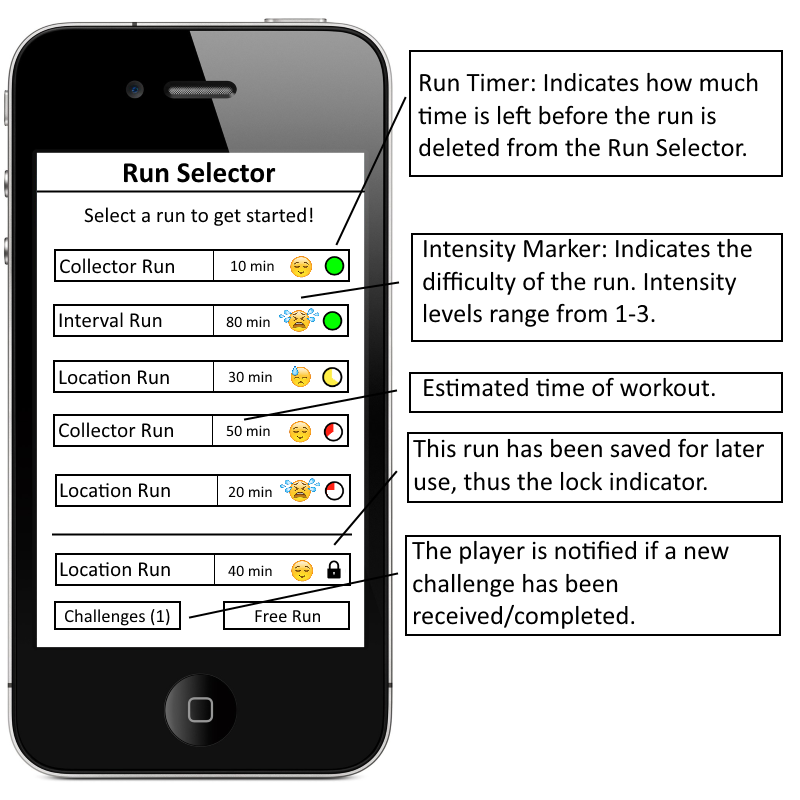 Run Selector
Select a run to get started!
Collector Run 10 min
Interval Run 80 min
Location Run 30 min
Collector Run 50 min
Location Run 20 min
Location Run 40 min
Challenges (1) Free Run
Run Timer: Indicates how much
time is left before the run is
deleted from the Run Selector.
Intensity Marker: Indicates the
difficulty of the run. Intensity
levels range from 1-3.
Estimated time of workout.
This run has been saved for later
use, thus the lock indicator.
The player is notified if a new
challenge has been
received/completed.